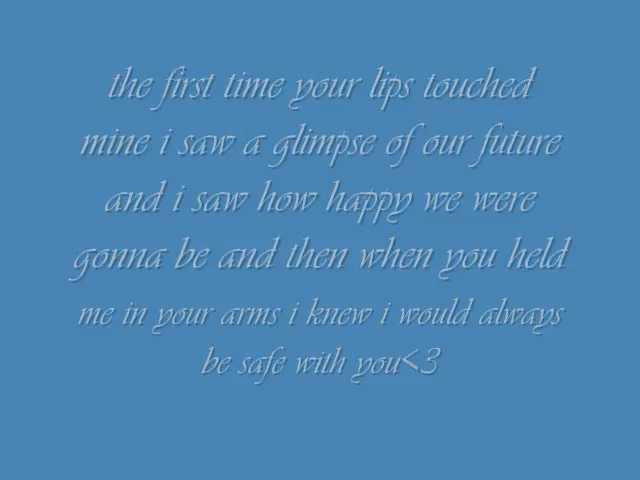 the first time your lips touched
mine i saw a glimpse of our future
and i saw how happy we were
gonna be and then when you held
me in your arms i knew i would always
be safe with you<3